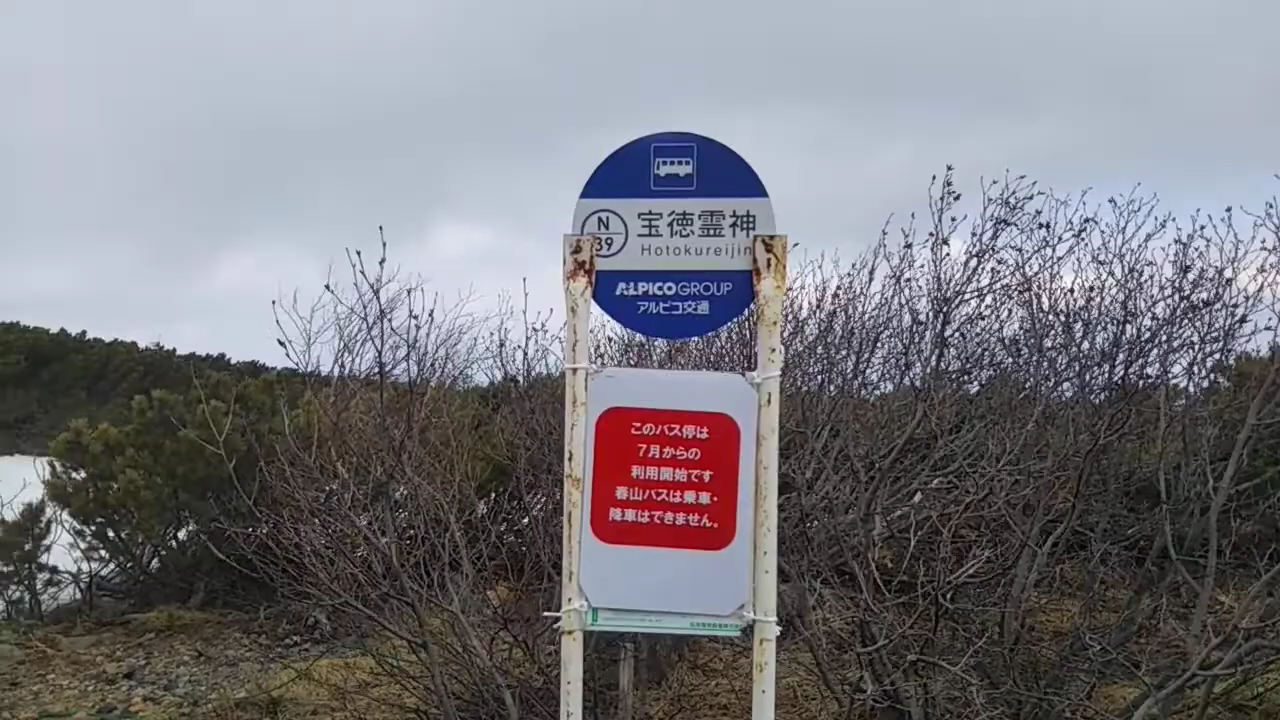 N
39
宝徳霊神
Hotokureijin
ALPICO GROUP
アルピコ交通
このバス停は
7月からの
利用開始です
春山バスは乗車・
降車はできません。